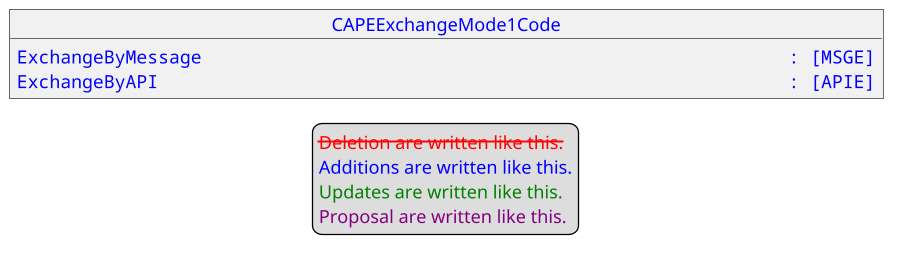 CAPEExchangeMode1Code
ExchangeByMessage : [MSGE]
ExchangeByAPI : [APIE]
Deletion are written like this.
Additions are written like this.
Updates are written like this.
Proposal are written like this.